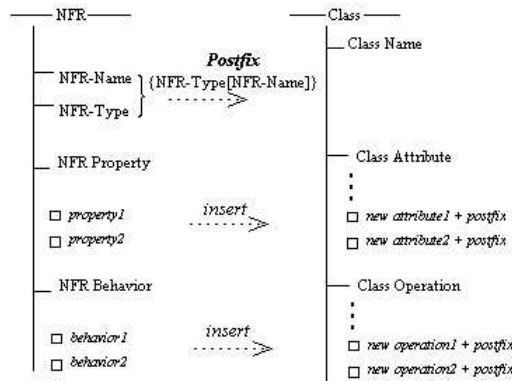 NFR
Class
Class Name
Postfix
NFR-Name
{NFR-Type[NFR-Name]}
NFR-Type
NFR Property
Class Attribute
property1
insert
new attribute1 + postfix
property2
new attribute2 + postfix
NFR Behavior
Class Operation
behavior1
insert
new operation1 + postfix
behavior2
new operation2 + postfix